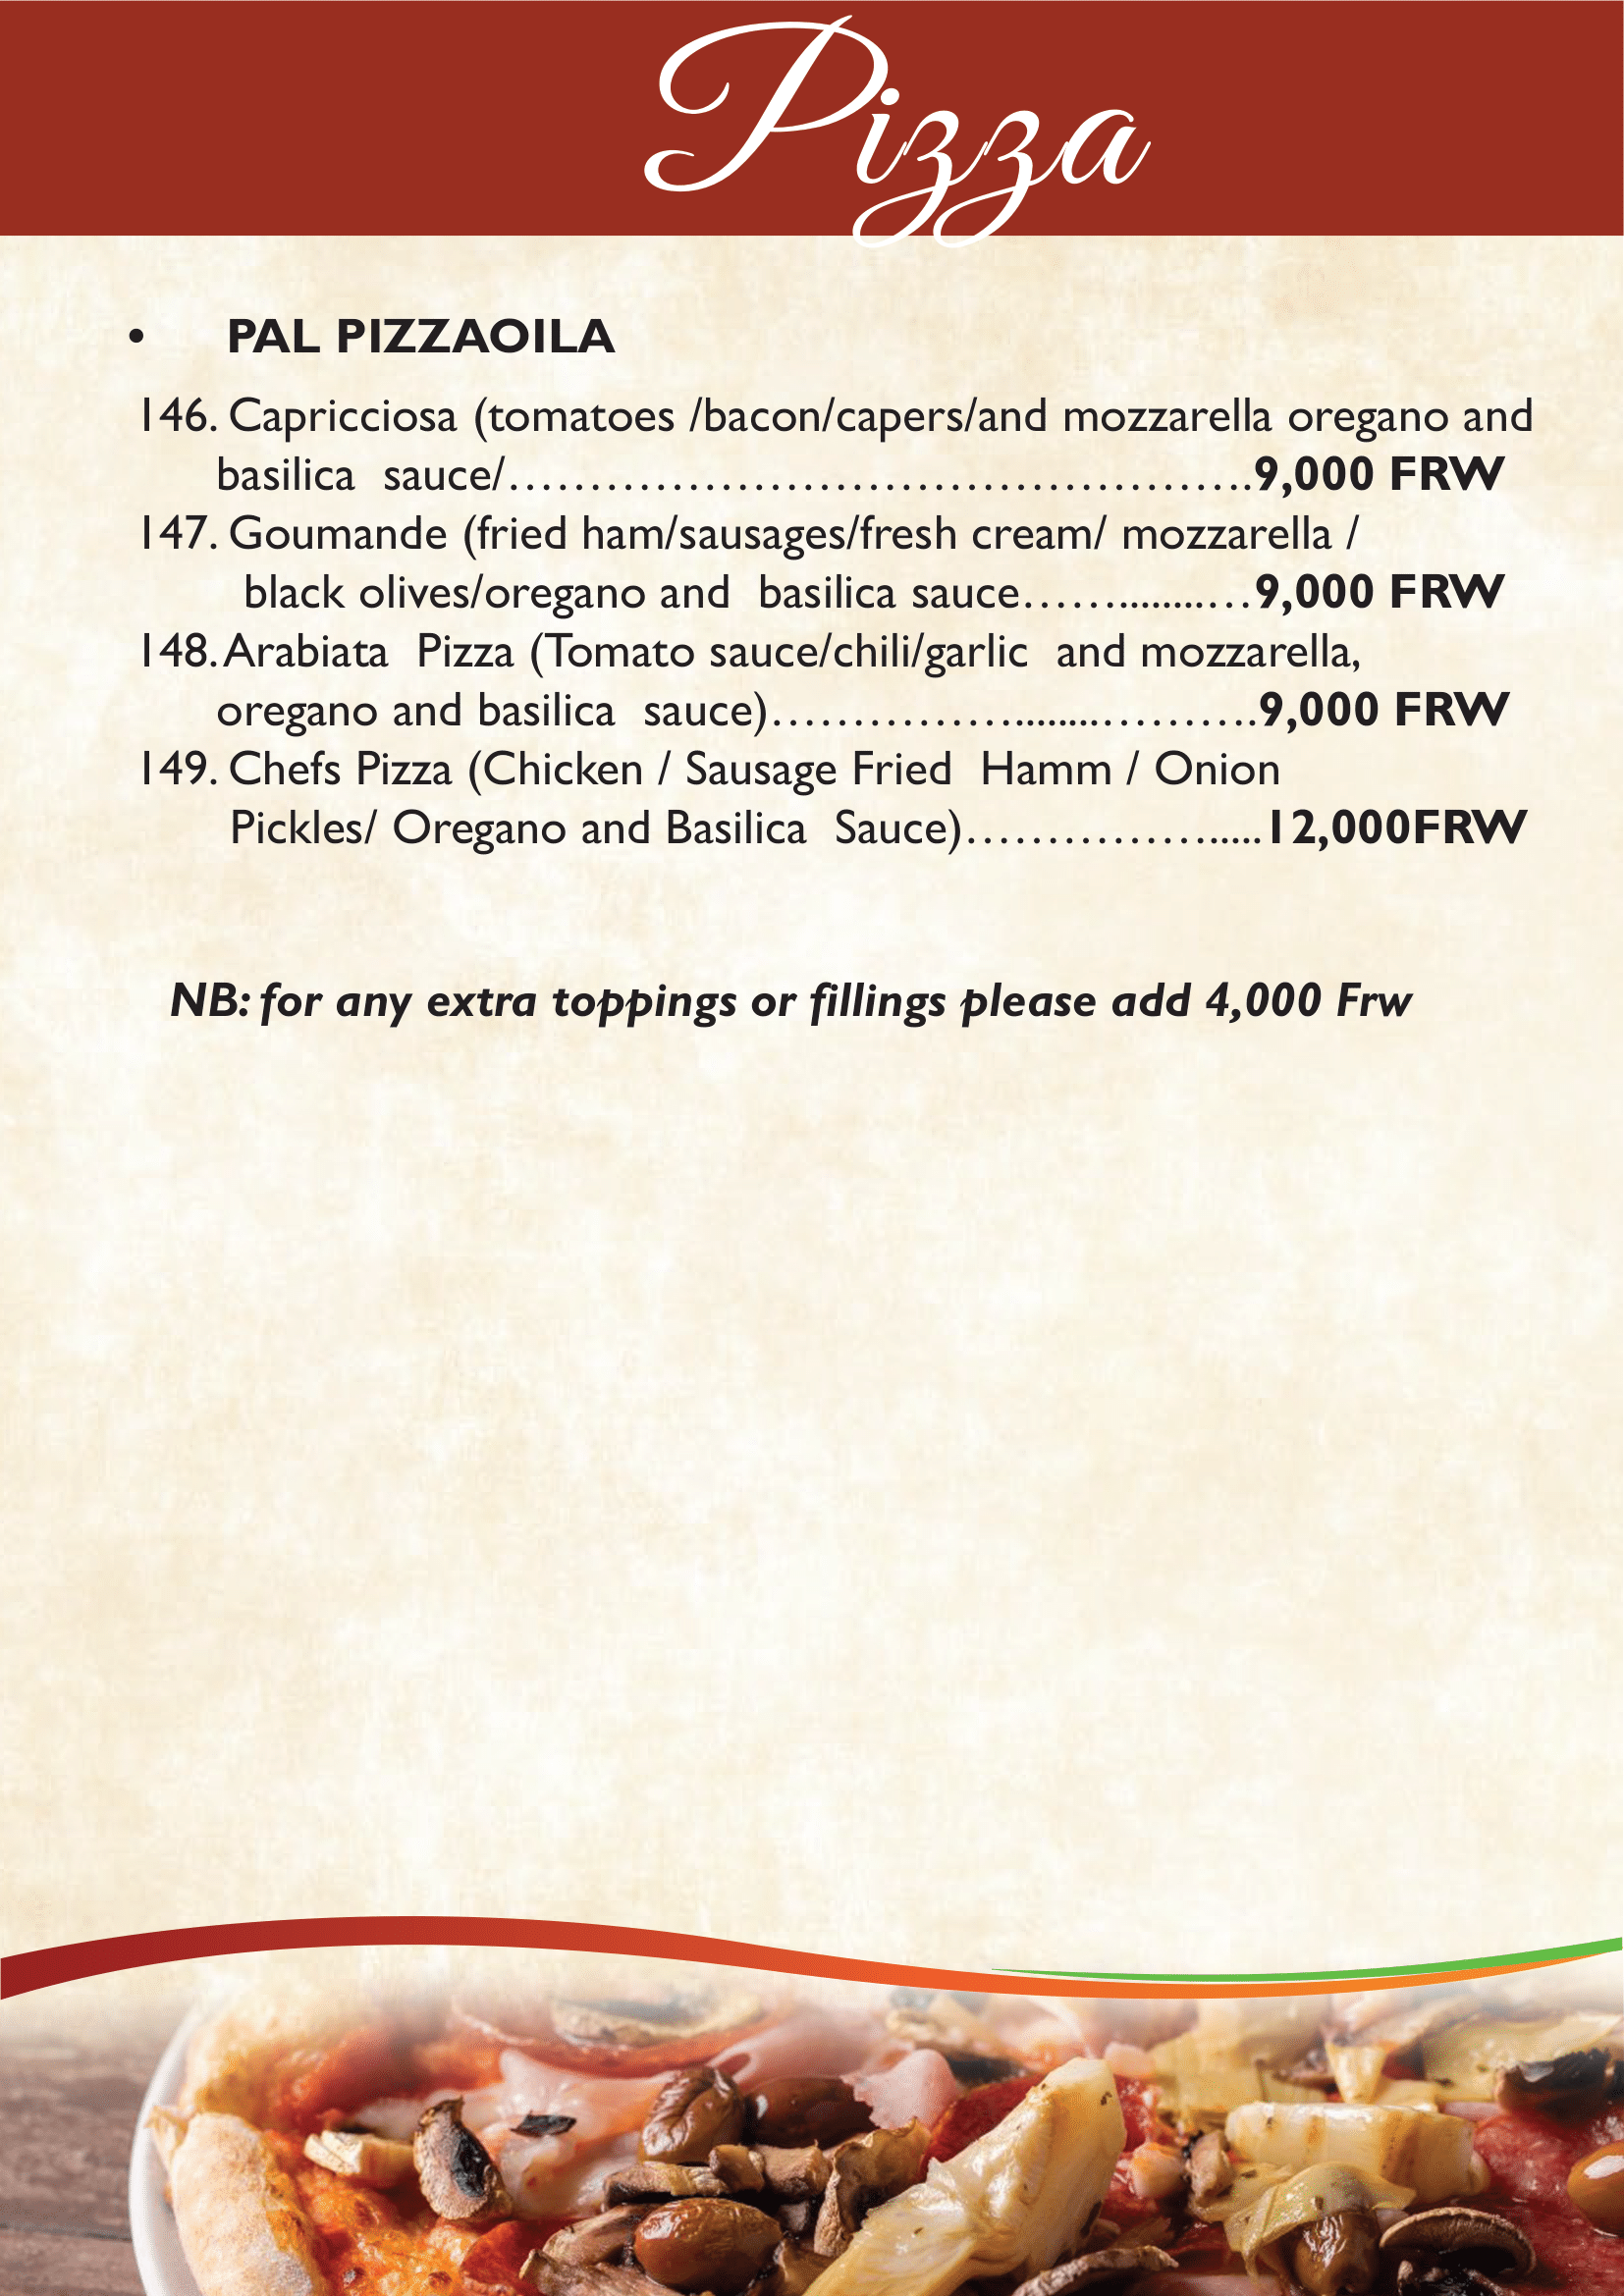 Pizza
• PAL PIZZAOILA
146. Capricciosa (tomatoes /bacon/capers/and mozzarella oregano and
basilica  sauce/……………………………………………9,000 FRW
147. Goumande (fried ham/sausages/fresh cream/ mozzarella /
black olives/oregano and  basilica sauce……........…9,000 FRW
148. Arabiata  Pizza (Tomato sauce/chili/garlic  and mozzarella,
oregano and basilica  sauce)……………........……….9,000 FRW
149. Chefs Pizza (Chicken / Sausage Fried  Hamm / Onion
Pickles/ Oregano and Basilica  Sauce)…………….....12,000FRW
NB: for any extra toppings or fillings please add 4,000 Frw